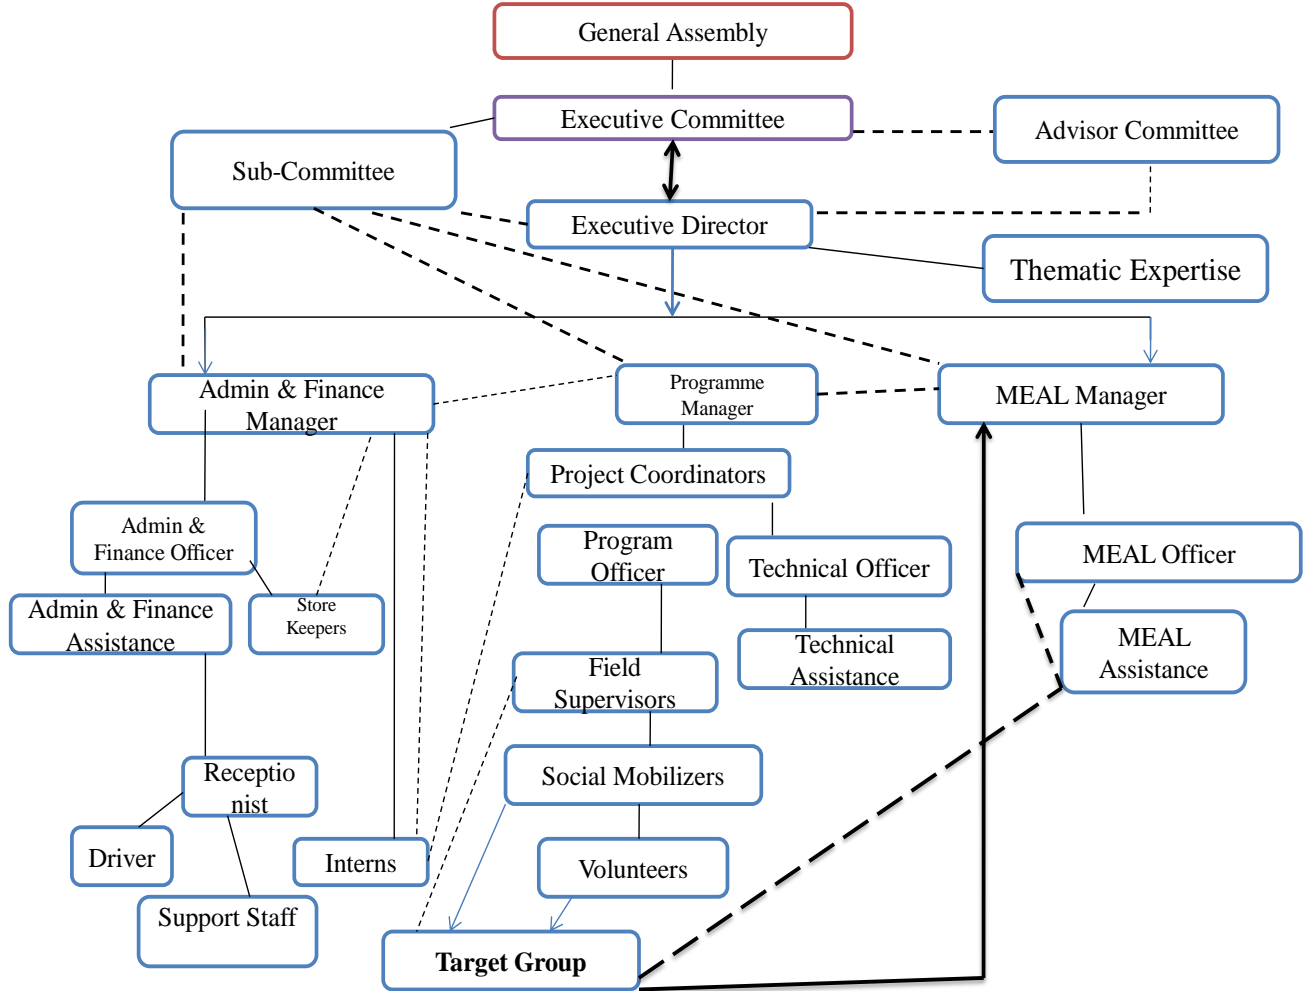 General Assembly
Executive Committee
Advisor Committee
Sub-Committee
Executive Director
Thematic Expertise
Admin & Finance
Manager
Programme
Manager
MEAL Manager
Project Coordinators
Admin &
Finance Officer
Program
Officer
Technical Officer
MEAL Officer
Admin & Finance
Assistance
Store
Keepers
Technical
Assistance
MEAL
Assistance
Field
Supervisors
Receptio
nist
Social Mobilizers
Driver
Interns
Volunteers
Support Staff
Target Group